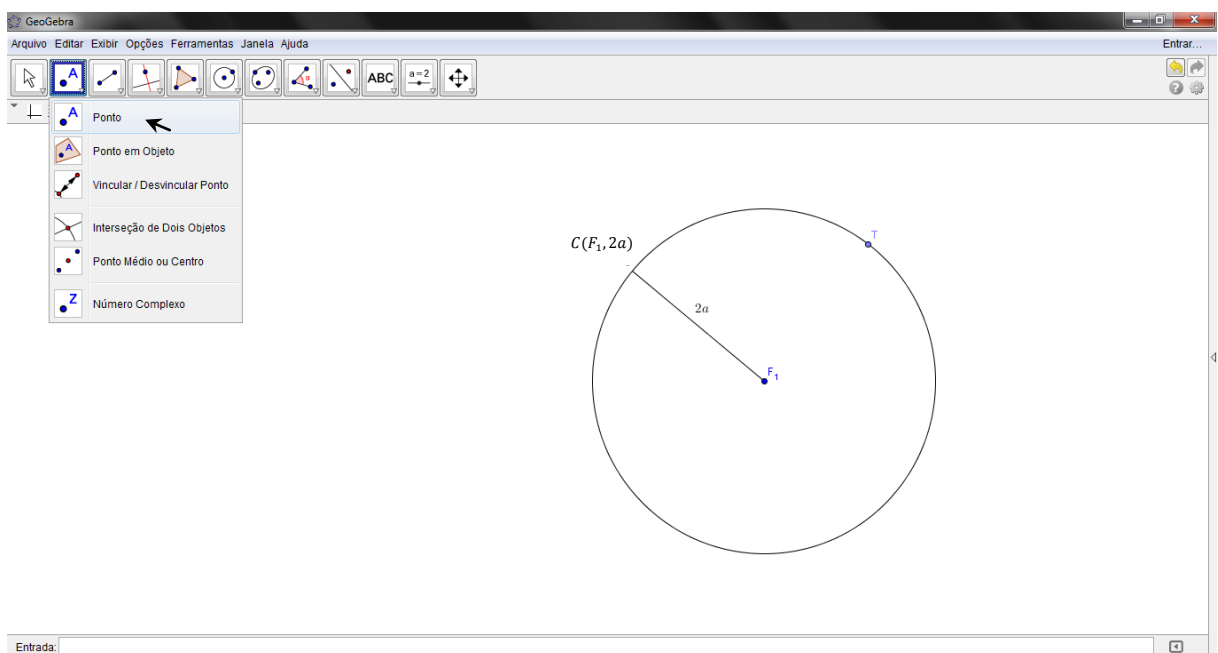 GeoGebra
Arquivo Editar Exibir Opções Ferramentas Janela Ajuda
Entrar...
A
ABC
a=2
A
Ponto
A
Ponto em Objeto
Vincular / Desvincular Ponto
Interseção de Dois Objetos
Ponto Médio ou Centro
Z
Número Complexo
C(F₁, 2a)
T
2a
F₁
Entrada: